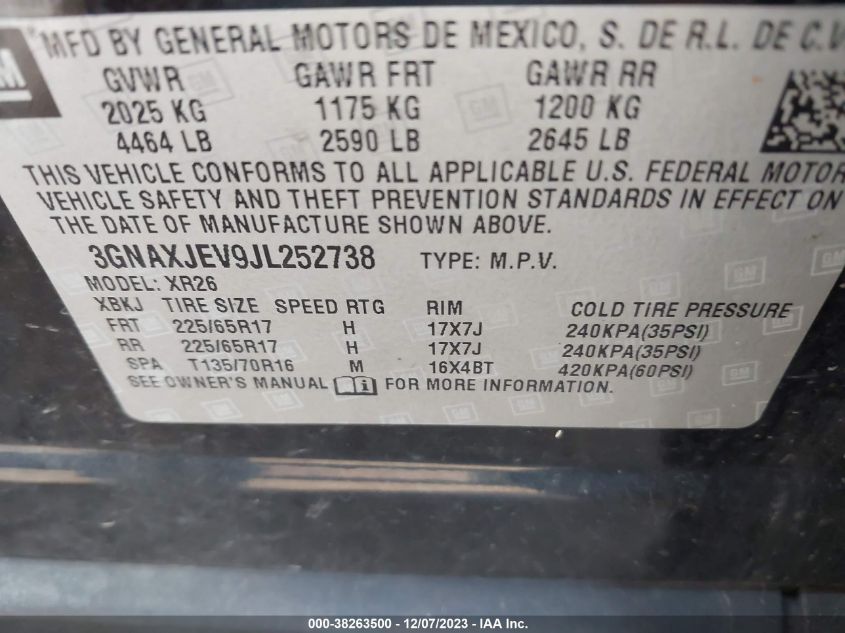 GM
MFD BY GENERAL MOTORS DE MEXICO, S. DE R.L. DE C.V
GVWR GAWR FRT GAWR RR
2025 KG 1175 KG 1200 KG
4464 LB 2590 LB 2645 LB
THIS VEHICLE CONFORMS TO ALL APPLICABLE U.S. FEDERAL MOTOR
VEHICLE SAFETY AND THEFT PREVENTION STANDARDS IN EFFECT ON
THE DATE OF MANUFACTURE SHOWN ABOVE.
3GNAXJEV9JL252738 TYPE: M.P.V.
MODEL: XR26
XBKJ TIRE SIZE SPEED RTG RIM COLD TIRE PRESSURE
FRT 225/65R17 H 17X7J 240KPA(35PSI)
RR 225/65R17 H 17X7J 240KPA(35PSI)
SPA T135/70R16 M 16X4BT 420KPA(60PSI)
SEE OWNER'S MANUAL FOR MORE INFORMATION.
000-38263500 - 12/07/2023 - IAA Inc.